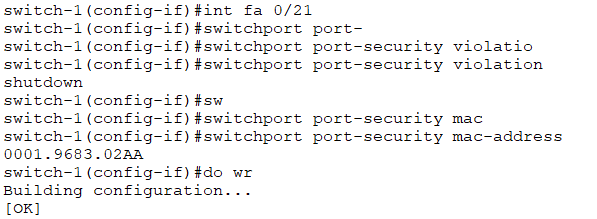 switch-1(config-if)#int fa 0/21
switch-1(config-if)#switchport port-
switch-1(config-if)#switchport port-security violatio
switch-1(config-if)#switchport port-security violation
shutdown
switch-1(config-if)#sw
switch-1(config-if)#switchport port-security mac
switch-1(config-if)#switchport port-security mac-address
0001.9683.02AA
switch-1(config-if)#do wr
Building configuration...
[OK]